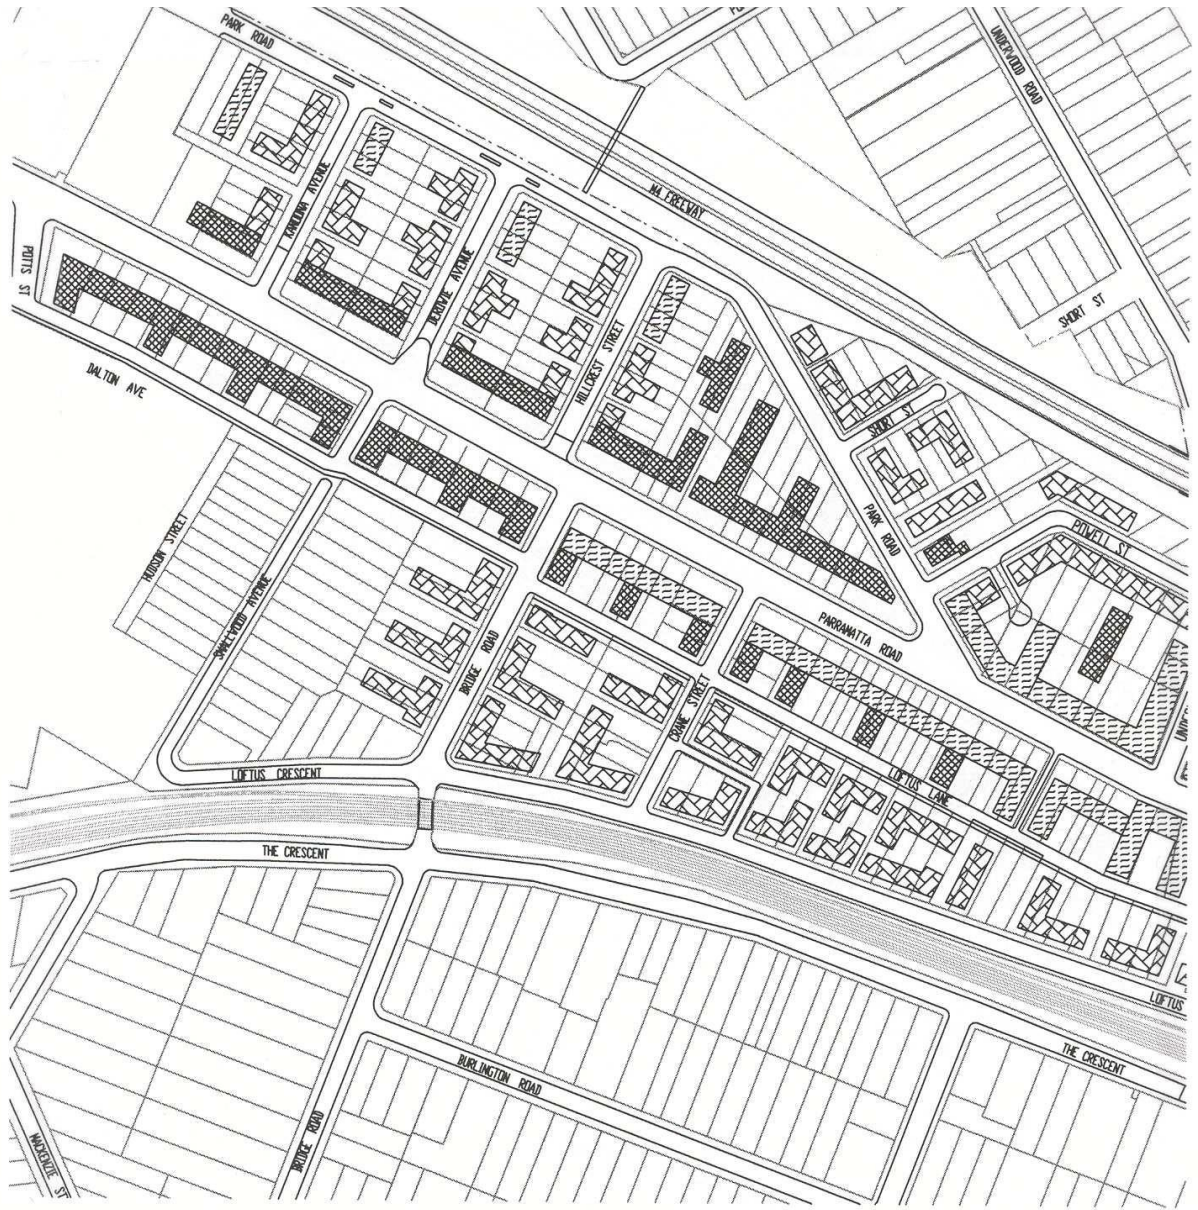 PARK ROAD
UNDERWOOD ROAD
KARUNA AVENUE
M4 FREEWAY
POTTS ST
DEROWIE AVENUE
SHORT ST
HILLCREST STREET
DALTON AVE
SHORT ST
PARK ROAD
POWELL ST
HUDSON STREET
SMALLWOOD AVENUE
PARRAMATTA ROAD
BRIDGE ROAD
CRANE STREET
LOFTUS CRESCENT
LOFTUS LANE
THE CRESCENT
LOFTUS
THE CRESCENT
BURLINGTON ROAD
BRIDGE ROAD
MACKENZIE ST